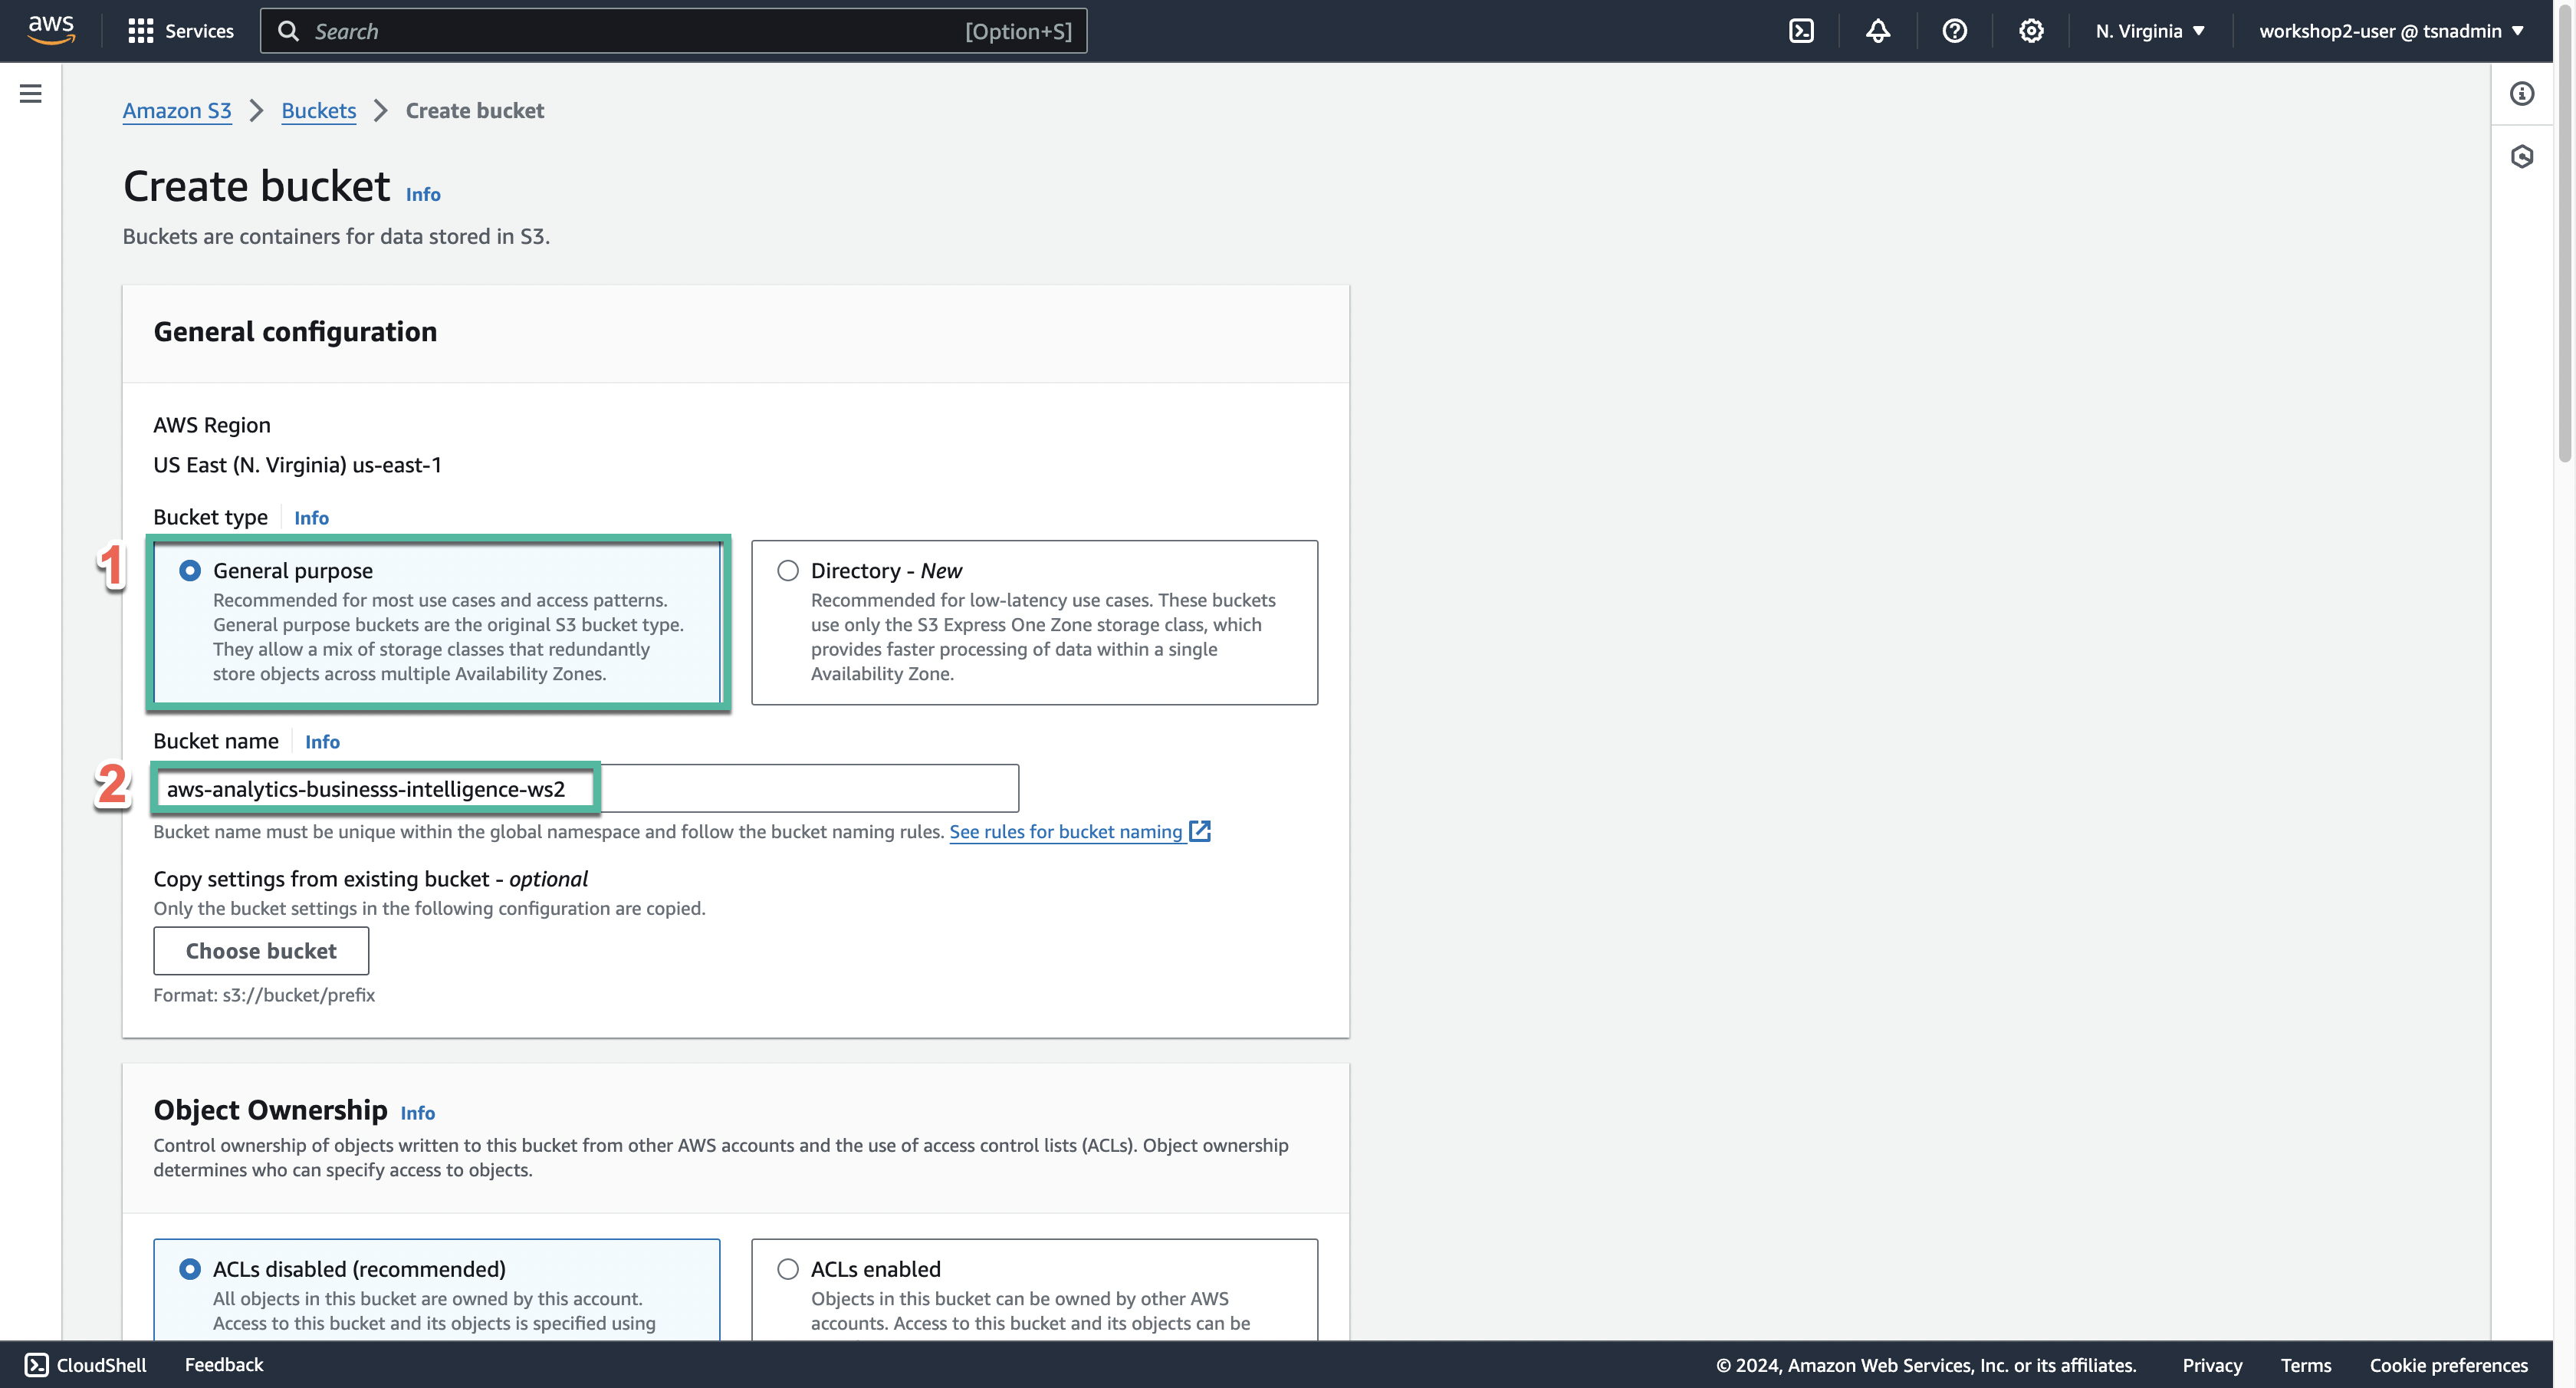 aws
Services
Search
[Option+S]
N. Virginia
workshop2-user @ tsnadmin
Amazon S3
Buckets
Create bucket
Create bucket Info
Buckets are containers for data stored in S3.
General configuration
AWS Region
US East (N. Virginia) us-east-1
Bucket type
Info
1
General purpose
Recommended for most use cases and access patterns.
General purpose buckets are the original S3 bucket type.
They allow a mix of storage classes that redundantly
store objects across multiple Availability Zones.
Directory - New
Recommended for low-latency use cases. These buckets
use only the S3 Express One Zone storage class, which
provides faster processing of data within a single
Availability Zone.
Bucket name
Info
2
aws-analytics-businesss-intelligence-ws2
Bucket name must be unique within the global namespace and follow the bucket naming rules. See rules for bucket naming
Copy settings from existing bucket - optional
Only the bucket settings in the following configuration are copied.
Choose bucket
Format: s3://bucket/prefix
Object Ownership Info
Control ownership of objects written to this bucket from other AWS accounts and the use of access control lists (ACLs). Object ownership
determines who can specify access to objects.
ACLs disabled (recommended)
All objects in this bucket are owned by this account.
Access to this bucket and its objects is specified using
ACLs enabled
Objects in this bucket can be owned by other AWS
accounts. Access to this bucket and its objects can be
CloudShell
Feedback
© 2024, Amazon Web Services, Inc. or its affiliates.
Privacy
Terms
Cookie preferences